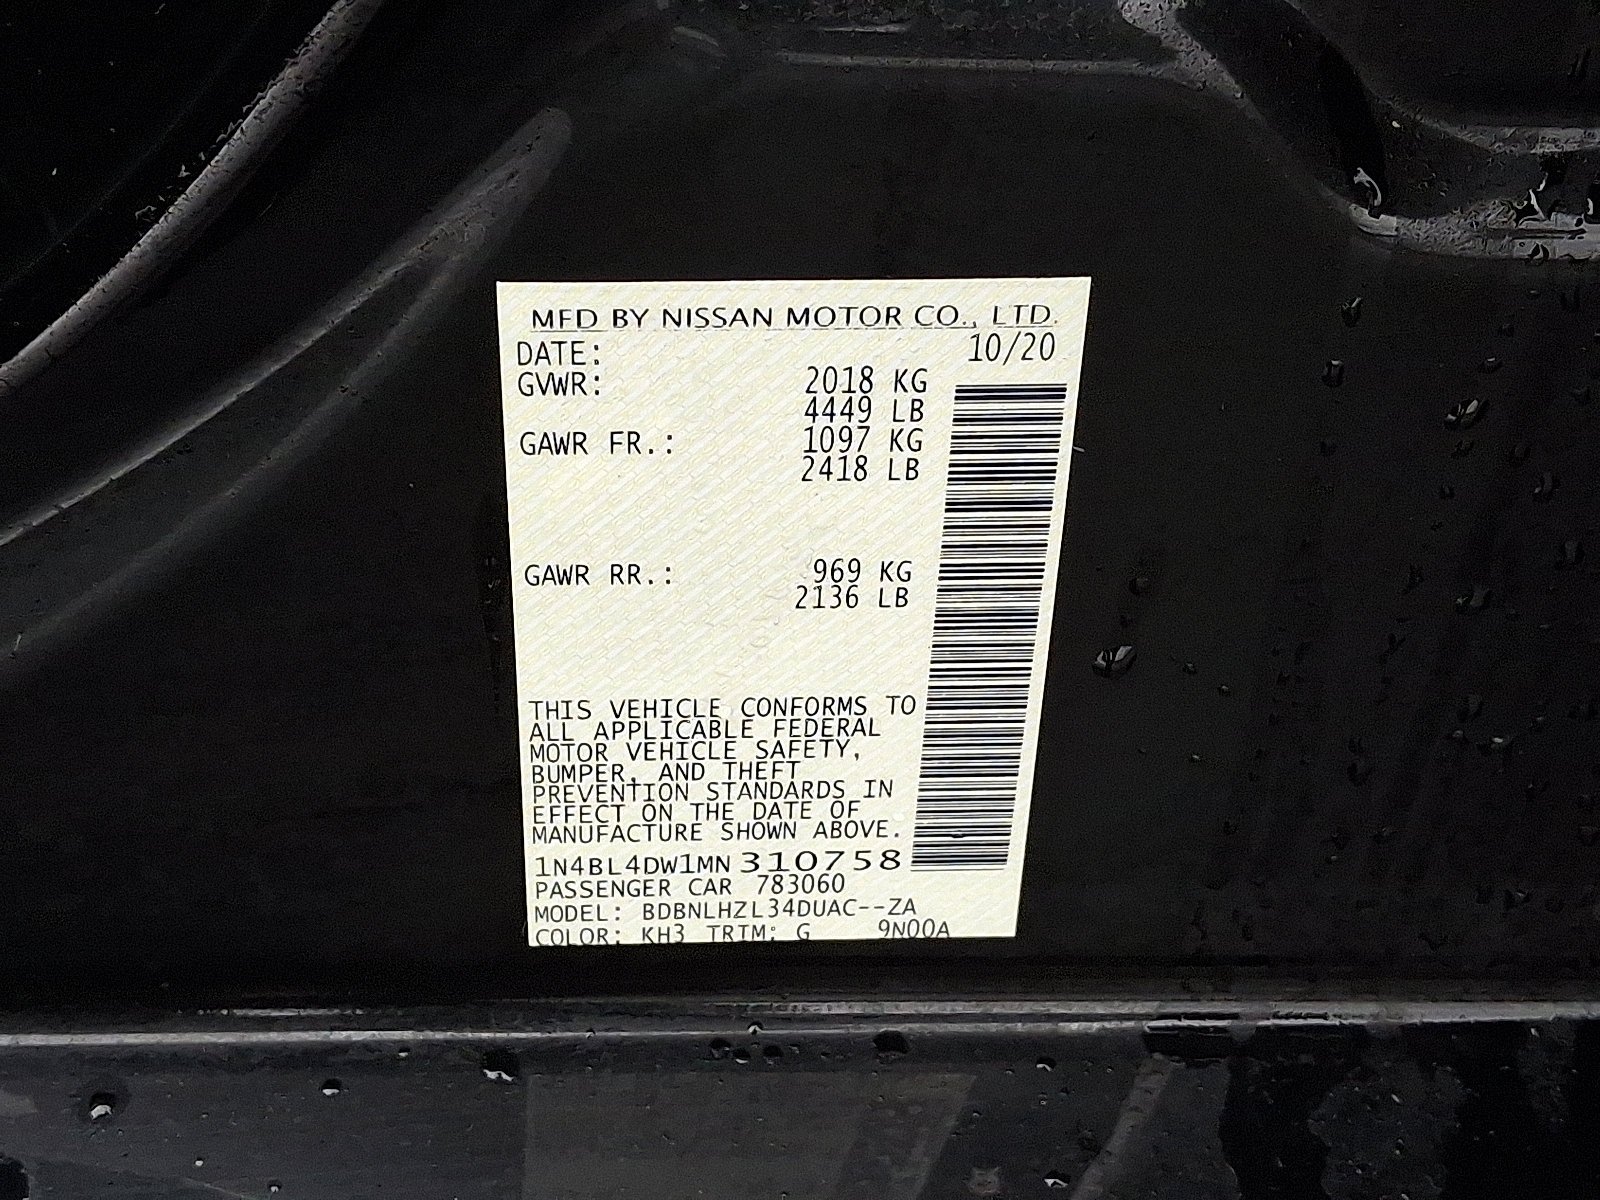 MFD BY NISSAN MOTOR CO., LTD.
DATE: 10/20
GVWR: 2018 KG
4449 LB
GAWR FR.: 1097 KG
2418 LB
GAWR RR.: 969 KG
2136 LB
THIS VEHICLE CONFORMS TO
ALL APPLICABLE FEDERAL
MOTOR VEHICLE SAFETY,
BUMPER, AND THEFT
PREVENTION STANDARDS IN
EFFECT ON THE DATE OF
MANUFACTURE SHOWN ABOVE.
1N4BL4DW1MN310758
PASSENGER CAR 783060
MODEL: BDBNLHZL34DUAC--ZA
COLOR: KH3 TRIM: G 9N00A